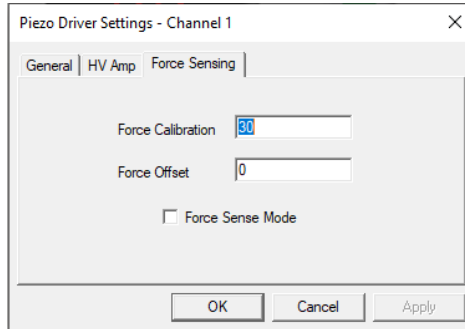 Piezo Driver Settings - Channel 1
General HV Amp Force Sensing
Force Calibration 30
Force Offset 0
Force Sense Mode
OK Cancel Apply